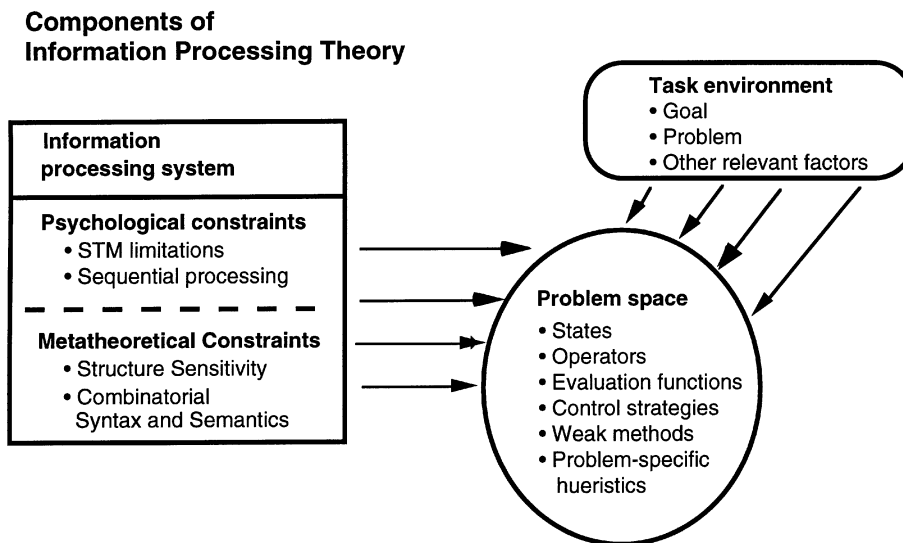 Components of
Information Processing Theory
Task environment
• Goal
• Problem
• Other relevant factors
Information
processing system
Psychological constraints
• STM limitations
• Sequential processing
Metatheoretical Constraints
• Structure Sensitivity
• Combinatorial
Syntax and Semantics
Problem space
• States
• Operators
• Evaluation functions
• Control strategies
• Weak methods
• Problem-specific
hueristics